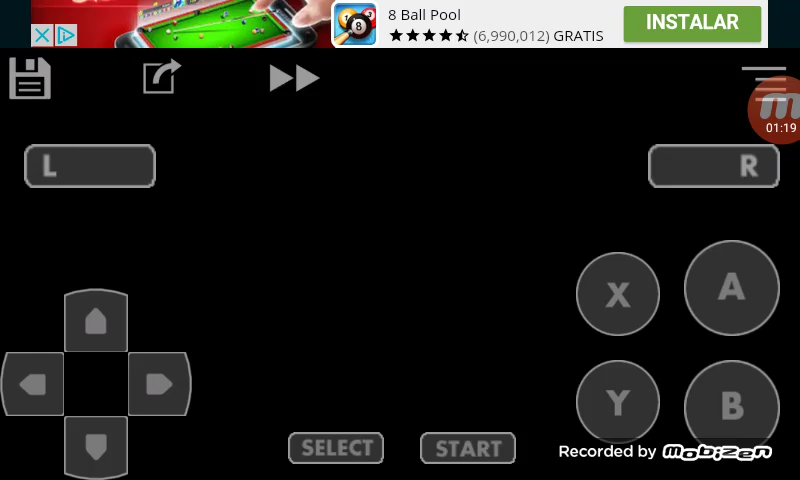 8 Ball Pool
(6,990,012) GRATIS
INSTALAR
01:19
L
R
X
A
Y
B
SELECT
START
Recorded by mobizen